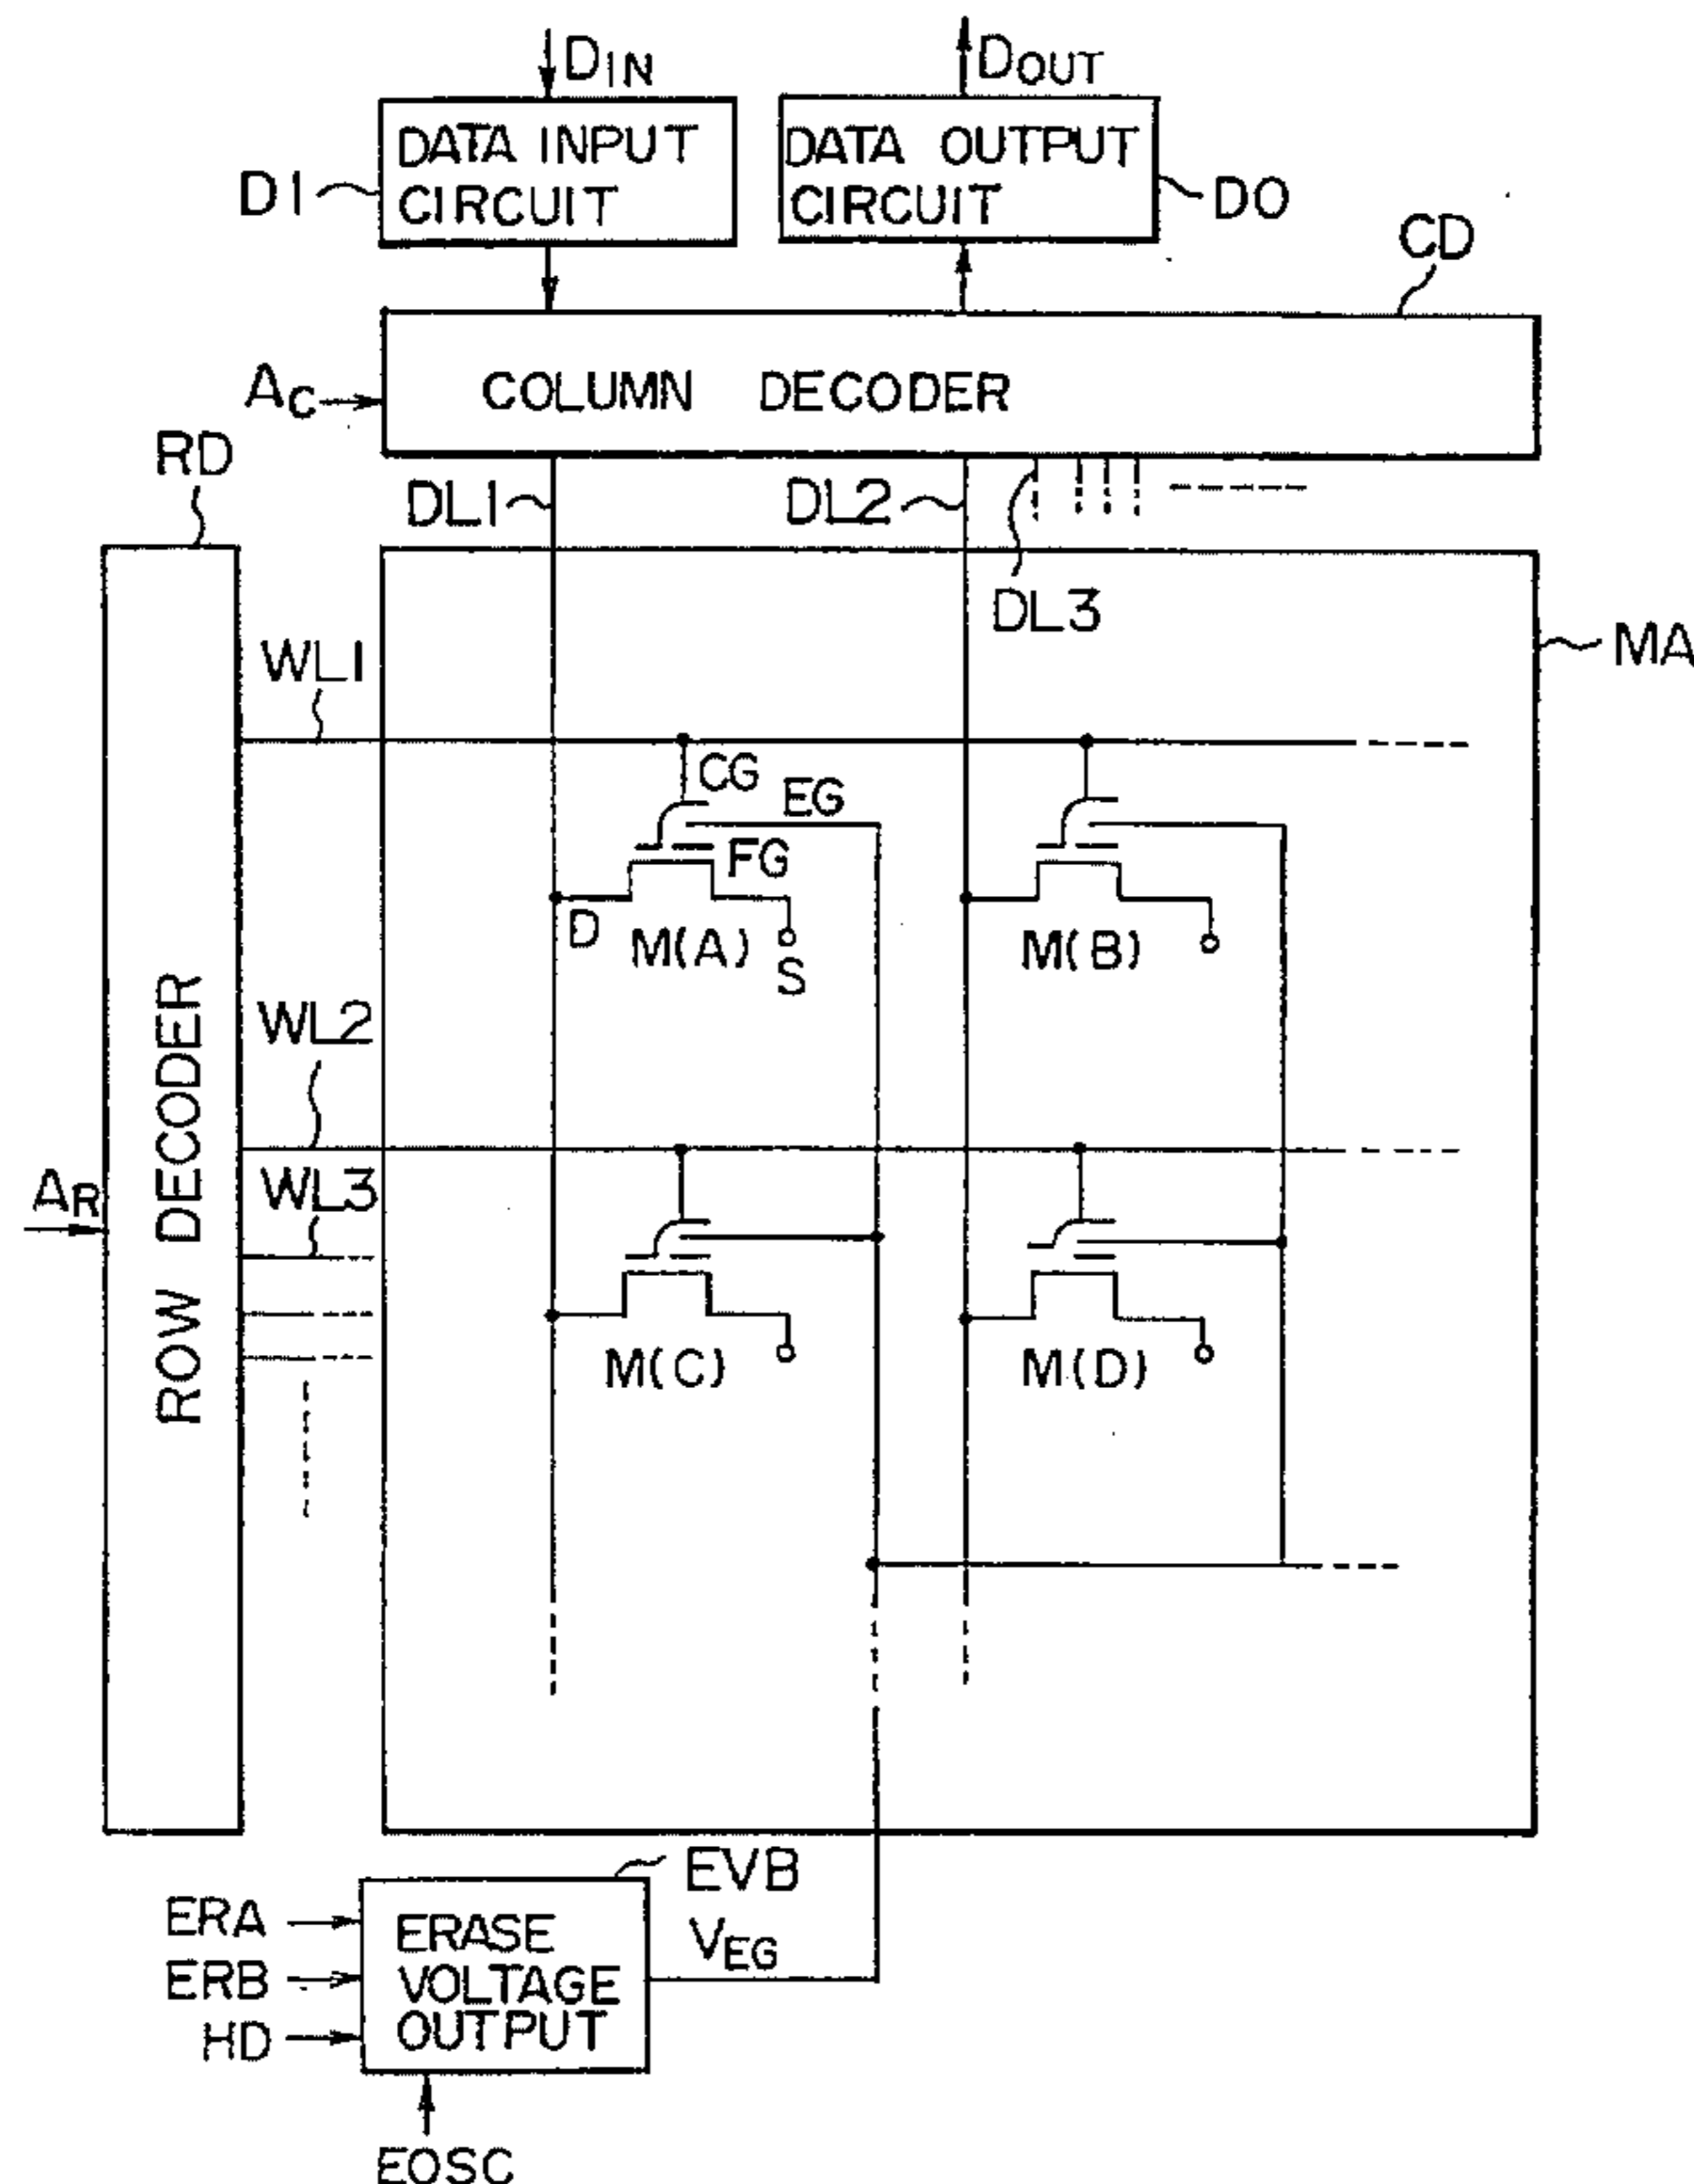 DIN
DOUT
DATA INPUT
CIRCUIT
DATA OUTPUT
CIRCUIT
D1
DO
CD
AC
COLUMN DECODER
RD
DL1
DL2
DL3
MA
WL1
CG
EG
FG
D
M(A)
S
M(B)
ROW DECODER
WL2
AR
WL3
M(C)
M(D)
EVB
ERA
ERB
HD
ERASE
VOLTAGE
OUTPUT
VEG
EOSC